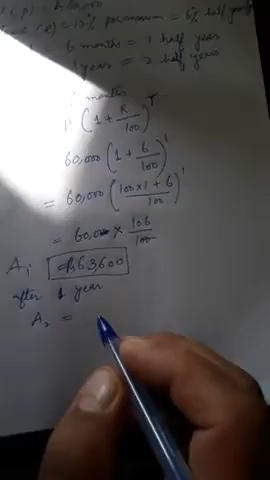 (P) = Rs 60,000
(R) = 12% per annum = 6% half yearly
6 months = 1 half year
1 year = 2 half years
months
P (1 + R/100)^T
60,000 (1 + 6/100)^1
= 60,000 ((100×1 + 6)/100)^1
= 60,000 × 106/100
A₁ = Rs 63,600
after 1 year
A₂ =